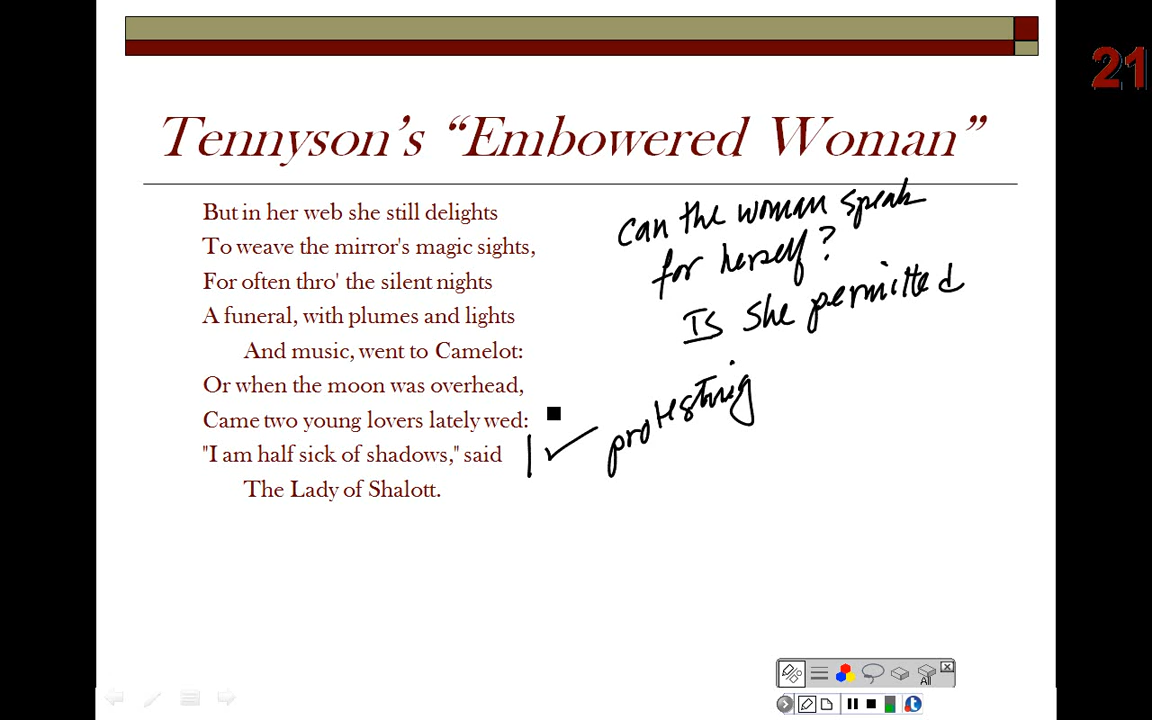 21
Tennyson's “Embowered Woman”
But in her web she still delights
To weave the mirror's magic sights,
For often thro' the silent nights
A funeral, with plumes and lights
And music, went to Camelot:
Or when the moon was overhead,
Came two young lovers lately wed:
"I am half sick of shadows," said
The Lady of Shalott.
can the woman speak
for herself?
Is she permitted
protesting
All